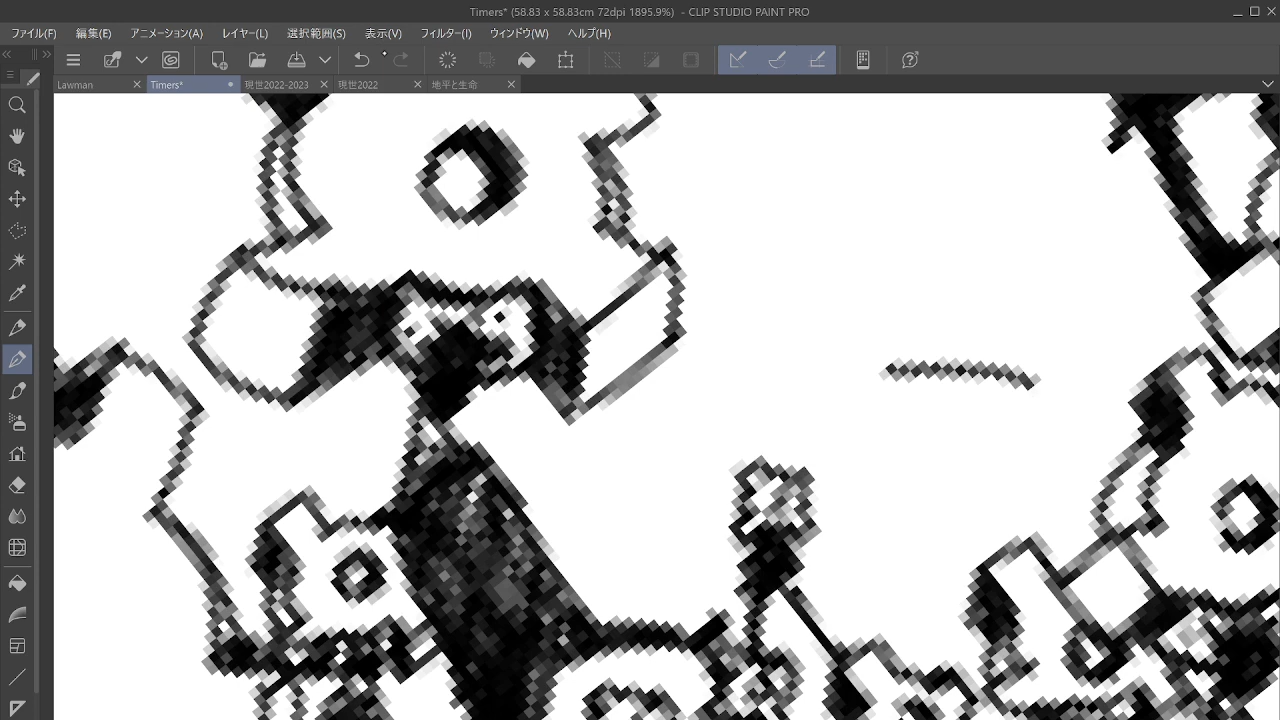 Timers* (58.83 x 58.83cm 72dpi 1895.9%) - CLIP STUDIO PAINT PRO
ファイル(F) 編集(E) アニメーション(A) レイヤー(L) 選択範囲(S) 表示(V) フィルター(I) ウィンドウ(W) ヘルプ(H)
Lawman Timers* 現世2022-2023 現世2022 地平と生命